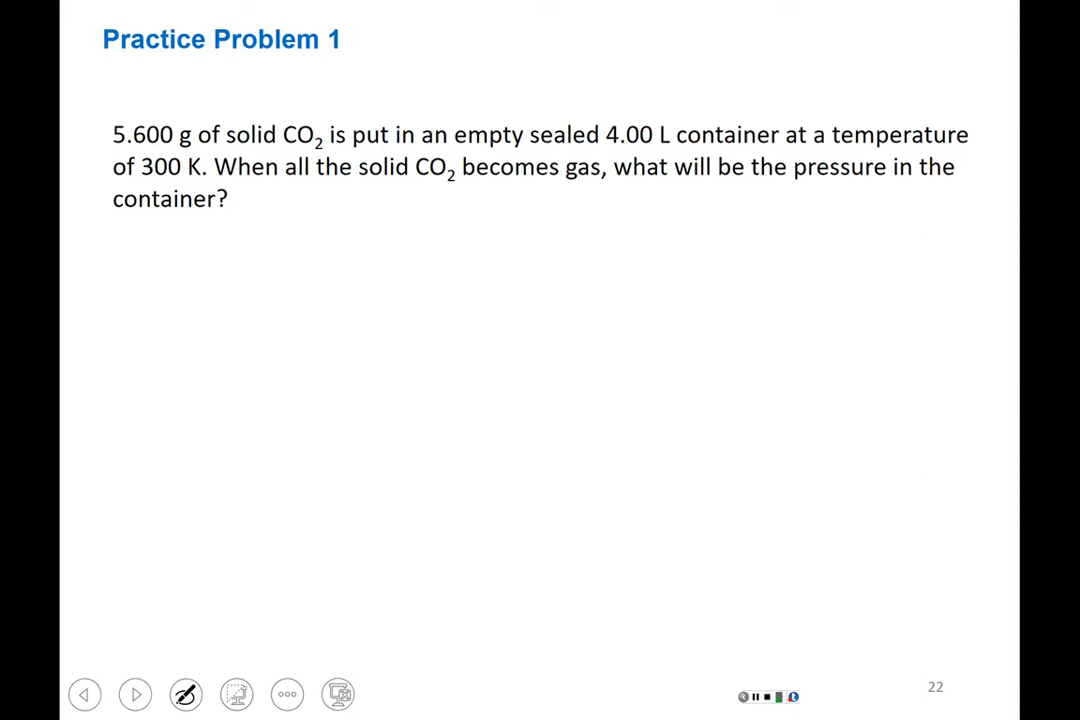 Practice Problem 1
5.600 g of solid CO₂ is put in an empty sealed 4.00 L container at a temperature
of 300 K. When all the solid CO₂ becomes gas, what will be the pressure in the
container?
22